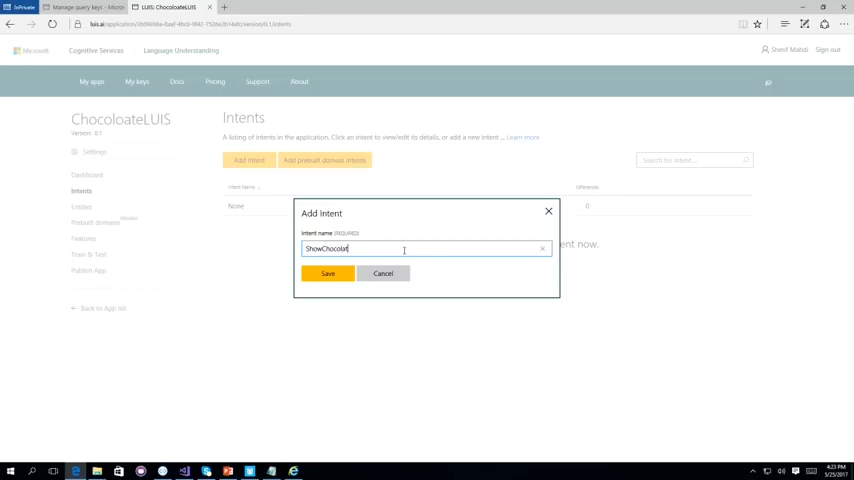 InPrivate
Manage query keys - Micros
LUIS: ChocoloateLUIS
Microsoft
Cognitive Services
Language Understanding
Sherif Mahdi
Sign out
My apps
My keys
Docs
Pricing
Support
About
ChocoloateLUIS
Version: 0.1
Settings
Dashboard
Intents
Entities
Prebuilt domains
Features
Train & Test
Publish App
Back to App list
Intents
A listing of intents in the application. Click an intent to view/edit its details, or add a new intent ... Learn more
Add Intent
Add prebuilt domain intents
Search for intent ...
Intent Name
Utterances
None
0
ent now.
Add Intent
Intent name (REQUIRED)
ShowChocolat
Save
Cancel
4:23 PM
5/25/2017